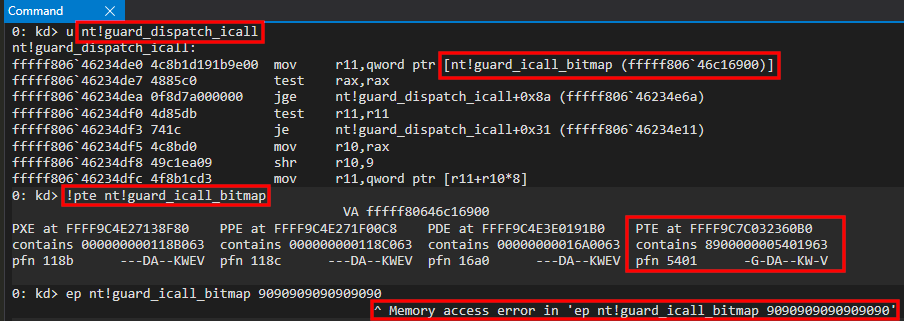 Command X
0: kd> u nt!guard_dispatch_icall
nt!guard_dispatch_icall:
fffff806`46234de0 4c8b1d191b9e00 mov r11,qword ptr [nt!guard_icall_bitmap (fffff806`46c16900)]
fffff806`46234de7 4885c0 test rax,rax
fffff806`46234dea 0f8d7a000000 jge nt!guard_dispatch_icall+0x8a (fffff806`46234e6a)
fffff806`46234df0 4d85db test r11,r11
fffff806`46234df3 741c je nt!guard_dispatch_icall+0x31 (fffff806`46234e11)
fffff806`46234df5 4c8bd0 mov r10,rax
fffff806`46234df8 49c1ea09 shr r10,9
fffff806`46234dfc 4f8b1cd3 mov r11,qword ptr [r11+r10*8]
0: kd> !pte nt!guard_icall_bitmap
VA fffff80646c16900
PXE at FFFF9C4E27138F80 PPE at FFFF9C4E271F00C8 PDE at FFFF9C4E3E0191B0 PTE at FFFF9C7C032360B0
contains 000000000118B063 contains 000000000118C063 contains 00000000016A0063 contains 8900000005401963
pfn 118b ---DA--KWEV pfn 118c ---DA--KWEV pfn 16a0 ---DA--KWEV pfn 5401 -G-DA--KW-V
0: kd> ep nt!guard_icall_bitmap 9090909090909090
^ Memory access error in 'ep nt!guard_icall_bitmap 9090909090909090'